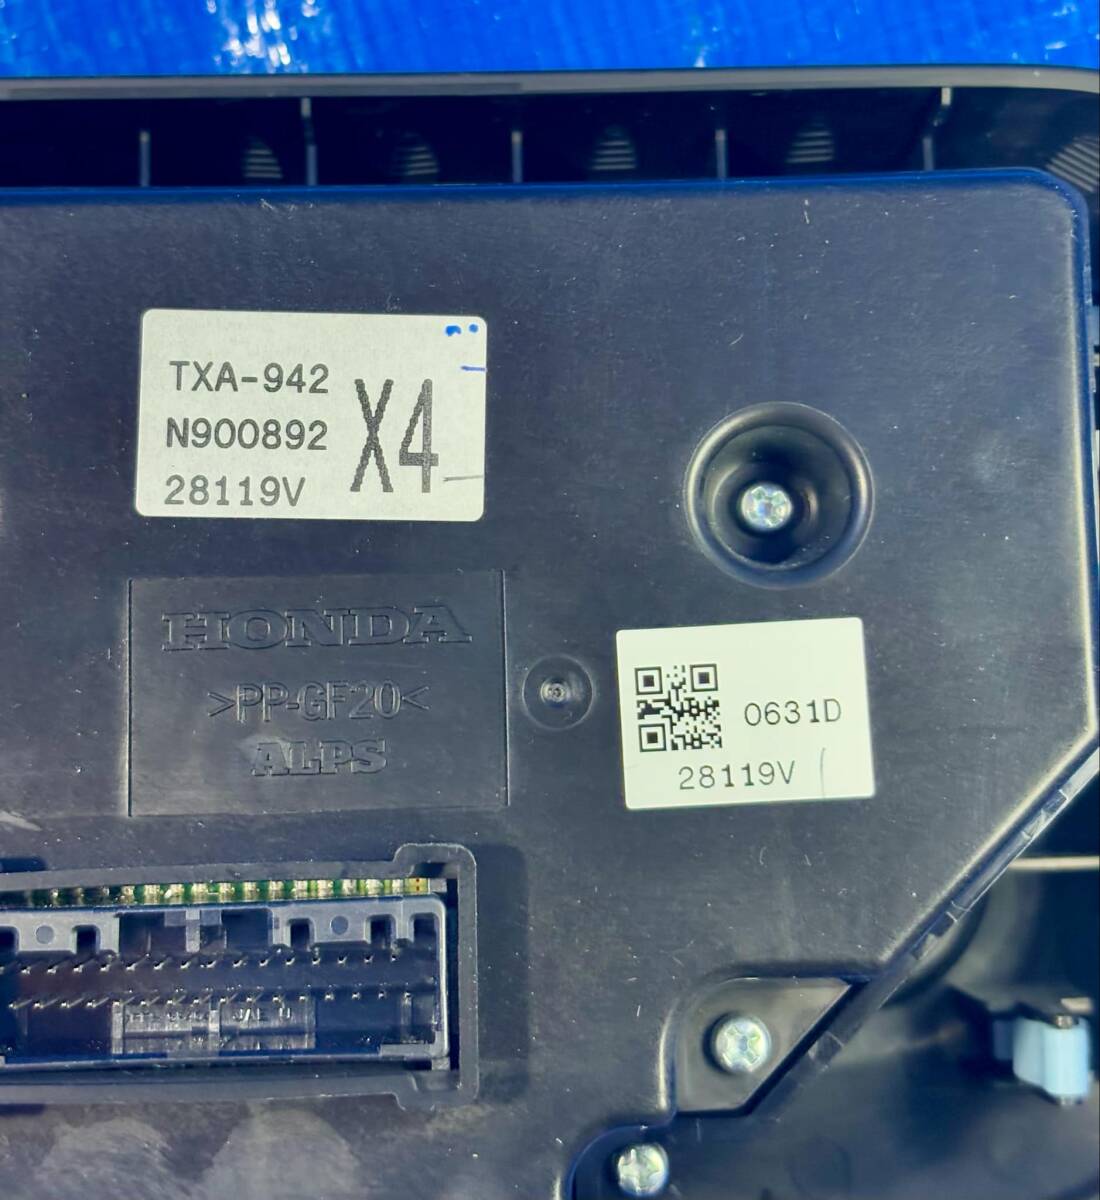 TXA-942
N900892
28119V
X4
HONDA
>PP-GF20<
ALPS
0631D
28119V